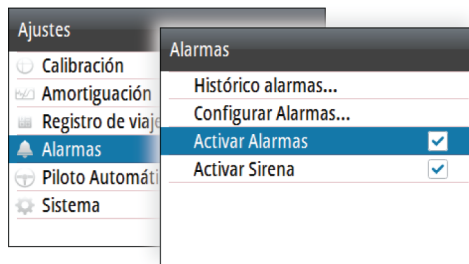 Ajustes
Calibración
Amortiguación
Registro de viaje
Alarmas
Piloto Automáti
Sistema
Alarmas
Histórico alarmas...
Configurar Alarmas...
Activar Alarmas
Activar Sirena